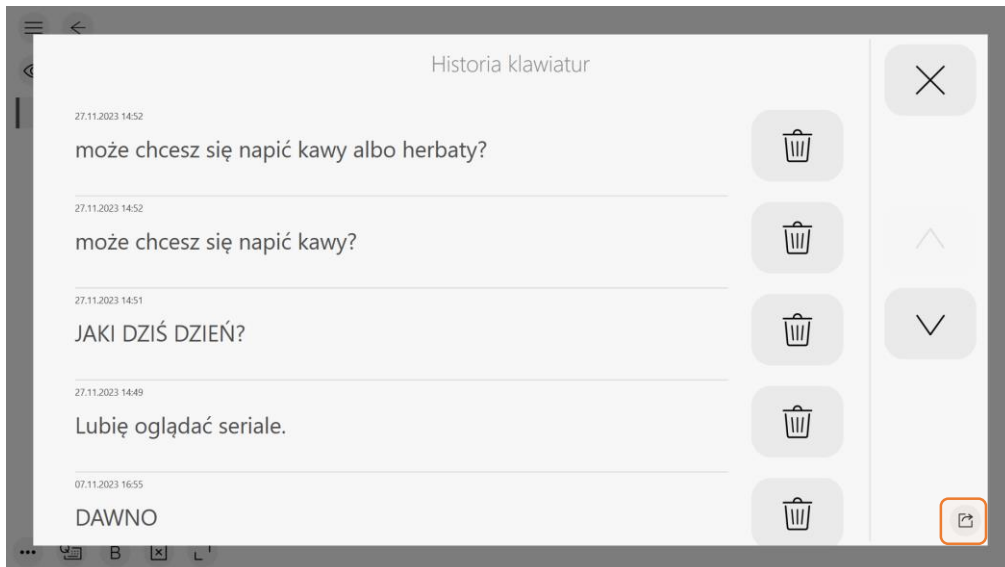 Historia klawiatur
27.11.2023 14:52
może chcesz się napić kawy albo herbaty?
27.11.2023 14:52
może chcesz się napić kawy?
27.11.2023 14:51
JAKI DZIŚ DZIEŃ?
27.11.2023 14:49
Lubię oglądać seriale.
07.11.2023 16:55
DAWNO
B